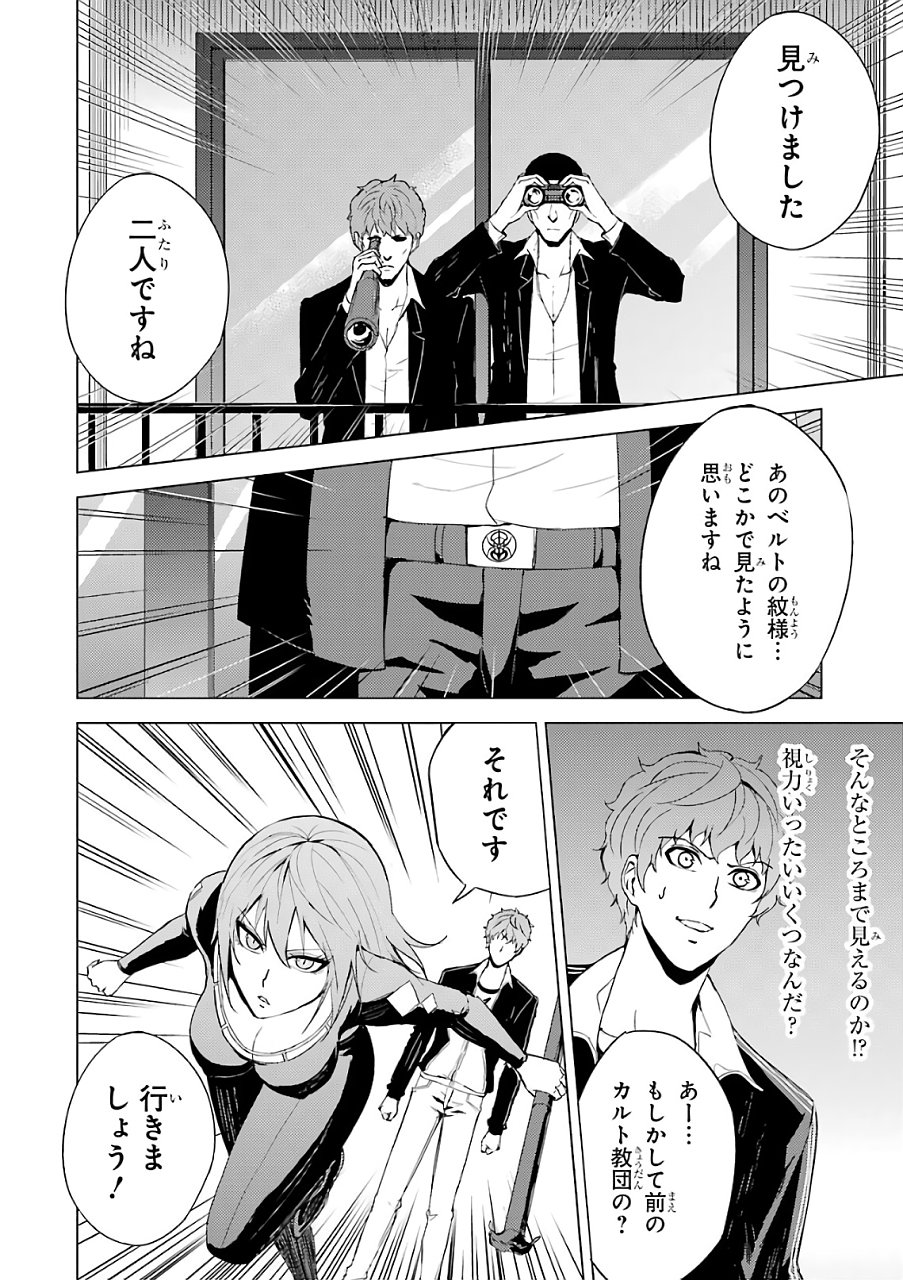 見つけました
二人ですね
あのベルトの紋様…
どこかで見たように
思いますね
そんなところまで見えるのか!?
視力いったいいくつなんだ?
あー…
もしかして前の
カルト教団の?
それです
行きま
しょう!